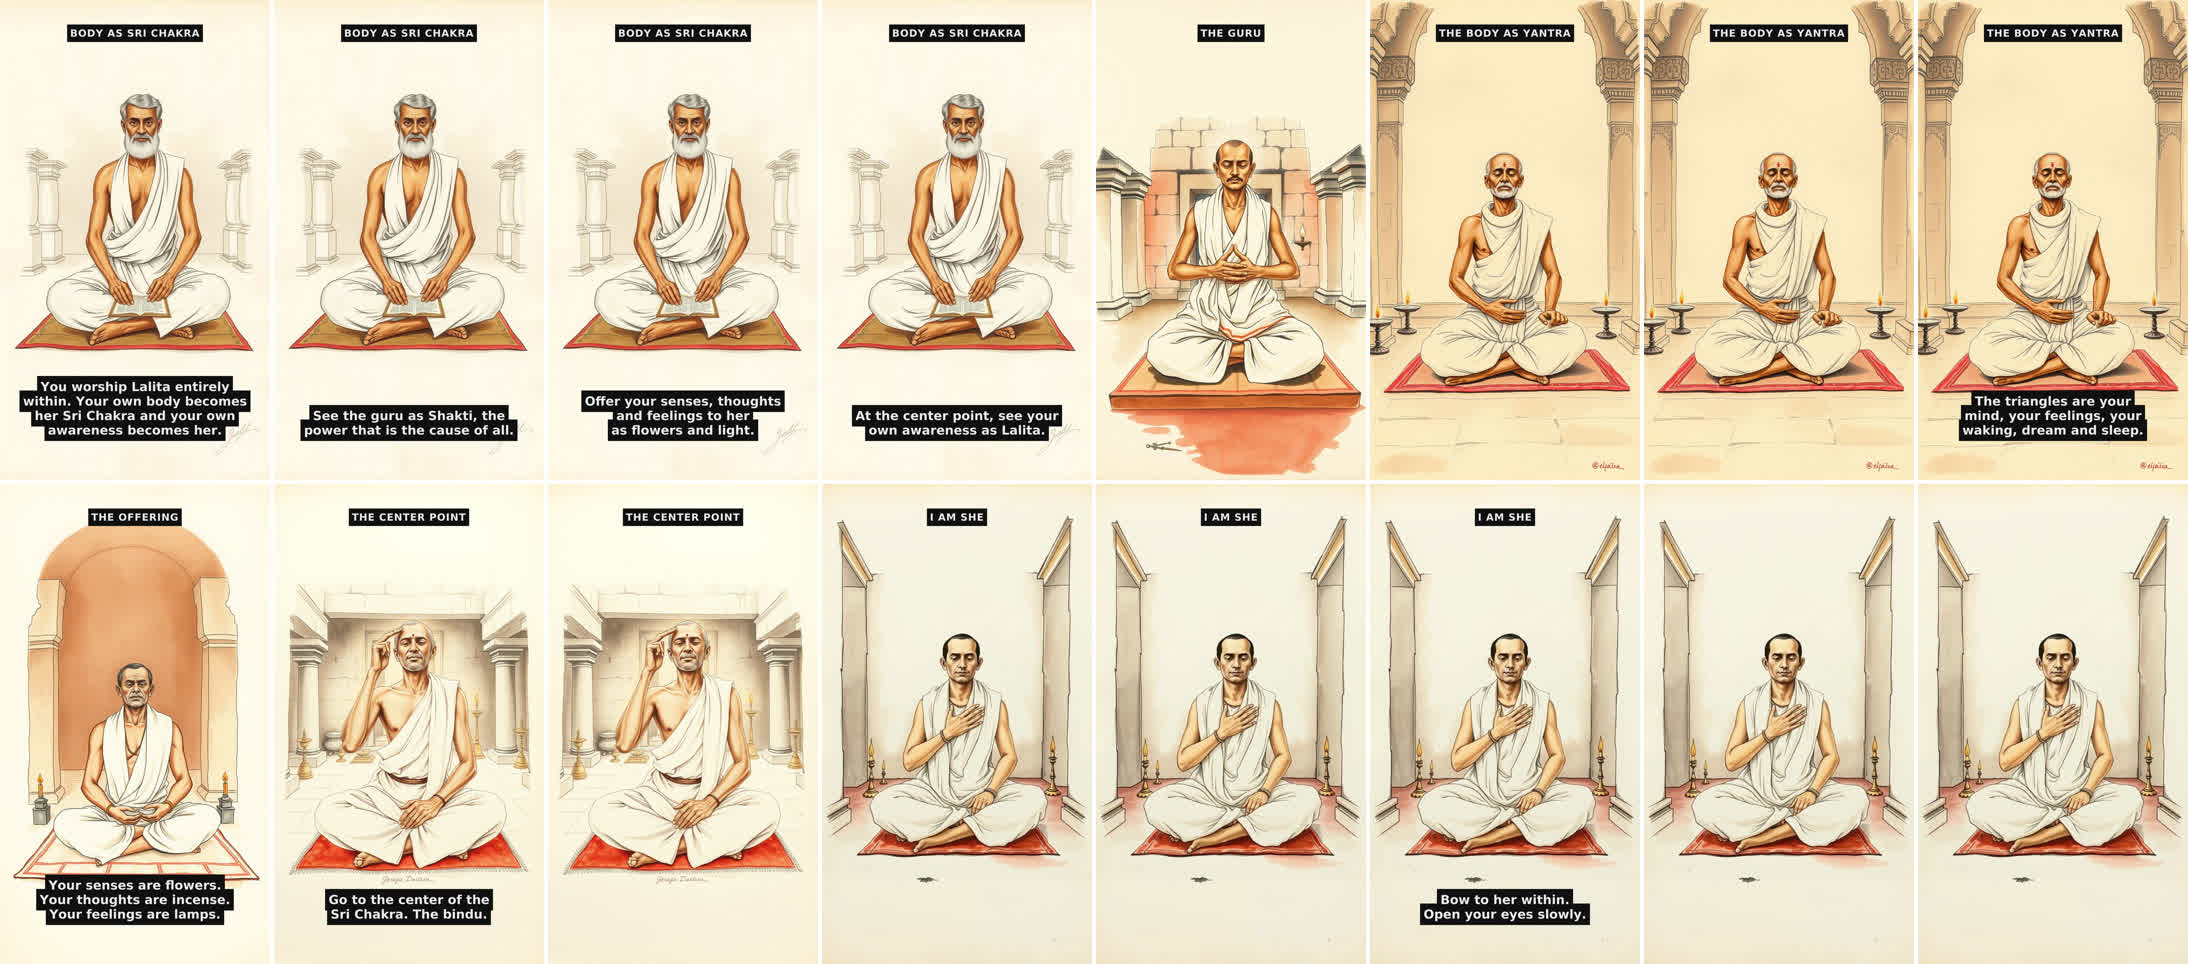 BODY AS SRI CHAKRA
You worship Lalita entirely
within. Your own body becomes
her Sri Chakra and your own
awareness becomes her.
BODY AS SRI CHAKRA
See the guru as Shakti, the
power that is the cause of all.
BODY AS SRI CHAKRA
Offer your senses, thoughts
and feelings to her
as flowers and light.
BODY AS SRI CHAKRA
At the center point, see your
own awareness as Lalita.
THE GURU
THE BODY AS YANTRA
THE BODY AS YANTRA
THE BODY AS YANTRA
The triangles are your
mind, your feelings, your
waking, dream and sleep.
THE OFFERING
Your senses are flowers.
Your thoughts are incense.
Your feelings are lamps.
THE CENTER POINT
Go to the center of the
Sri Chakra. The bindu.
THE CENTER POINT
I AM SHE
I AM SHE
I AM SHE
Bow to her within.
Open your eyes slowly.